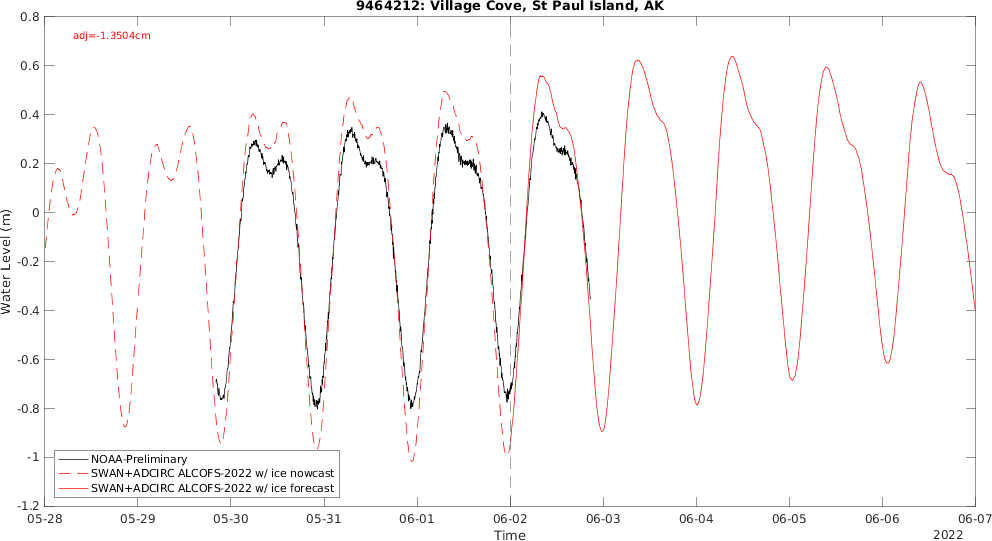 9464212: Village Cove, St Paul Island, AK
adj=-1.3504cm
0.8
0.6
0.4
0.2
0
-0.2
-0.4
-0.6
-0.8
-1
-1.2
Water Level (m)
NOAA-Preliminary
SWAN+ADCIRC ALCOFS-2022 w/ ice nowcast
SWAN+ADCIRC ALCOFS-2022 w/ ice forecast
05-28 05-29 05-30 05-31 06-01 06-02 06-03 06-04 06-05 06-06 06-07
Time
2022